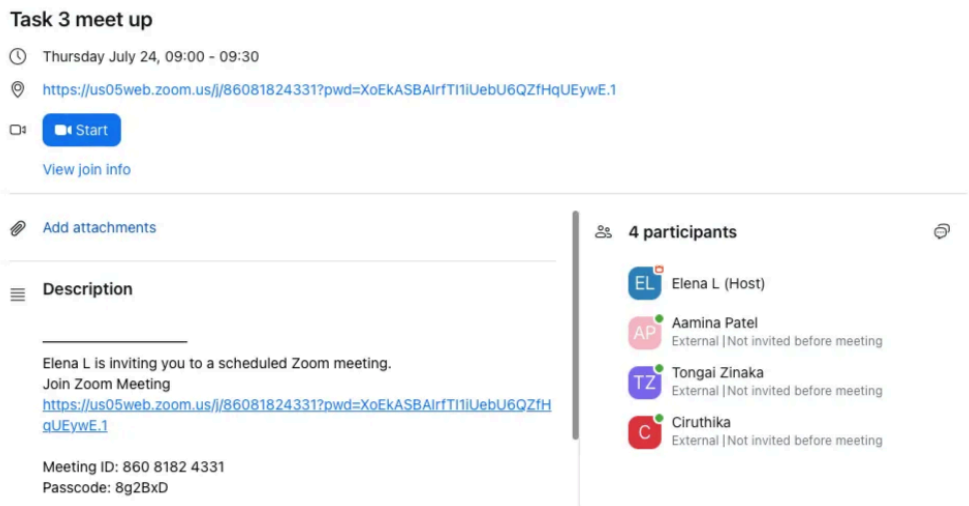 Task 3 meet up
Thursday July 24, 09:00 - 09:30
https://us05web.zoom.us/j/86081824331?pwd=XoEkASBAlrfTI1iUebU6QZfHqUEywE.1
Start
View join info
Add attachments
Description
Elena L is inviting you to a scheduled Zoom meeting.
Join Zoom Meeting
https://us05web.zoom.us/j/86081824331?pwd=XoEkASBAlrfTI1iUebU6QZfH
qUEywE.1
Meeting ID: 860 8182 4331
Passcode: 8g2BxD
4 participants
EL
Elena L (Host)
AP
Aamina Patel
External | Not invited before meeting
TZ
Tongai Zinaka
External | Not invited before meeting
C
Ciruthika
External | Not invited before meeting